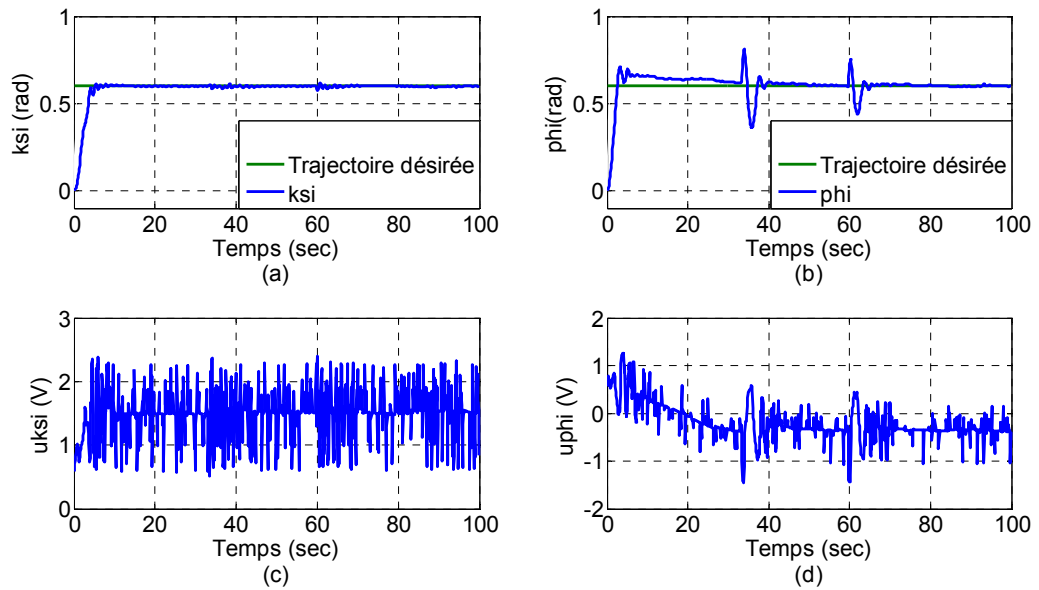 1
0.5
0
ksi (rad)
Trajectoire désirée
ksi
0 20 40 60 80 100
Temps (sec)
(a)
1
0.5
0
phi(rad)
Trajectoire désirée
phi
0 20 40 60 80 100
Temps (sec)
(b)
3
2
1
0
uksi (V)
0 20 40 60 80 100
Temps (sec)
(c)
2
1
0
-1
-2
uphi (V)
0 20 40 60 80 100
Temps (sec)
(d)